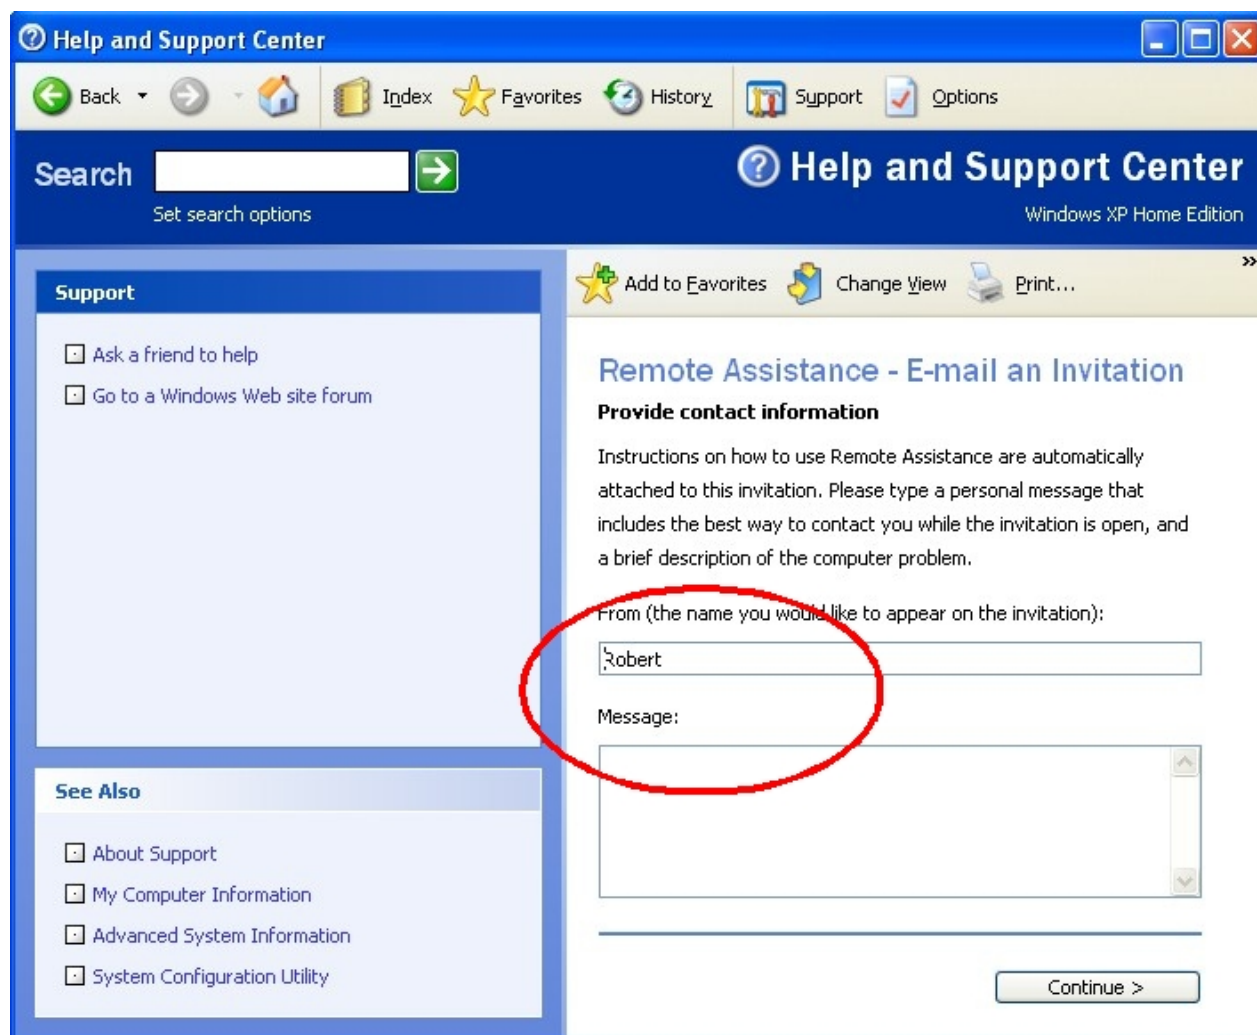 Help and Support Center
Back Index Favorites History Support Options
Search
Set search options
Help and Support Center
Windows XP Home Edition
Support
Ask a friend to help
Go to a Windows Web site forum
See Also
About Support
My Computer Information
Advanced System Information
System Configuration Utility
Add to Favorites Change View Print...
Remote Assistance - E-mail an Invitation
Provide contact information
Instructions on how to use Remote Assistance are automatically
attached to this invitation. Please type a personal message that
includes the best way to contact you while the invitation is open, and
a brief description of the computer problem.
From (the name you would like to appear on the invitation):
Robert
Message:
Continue >